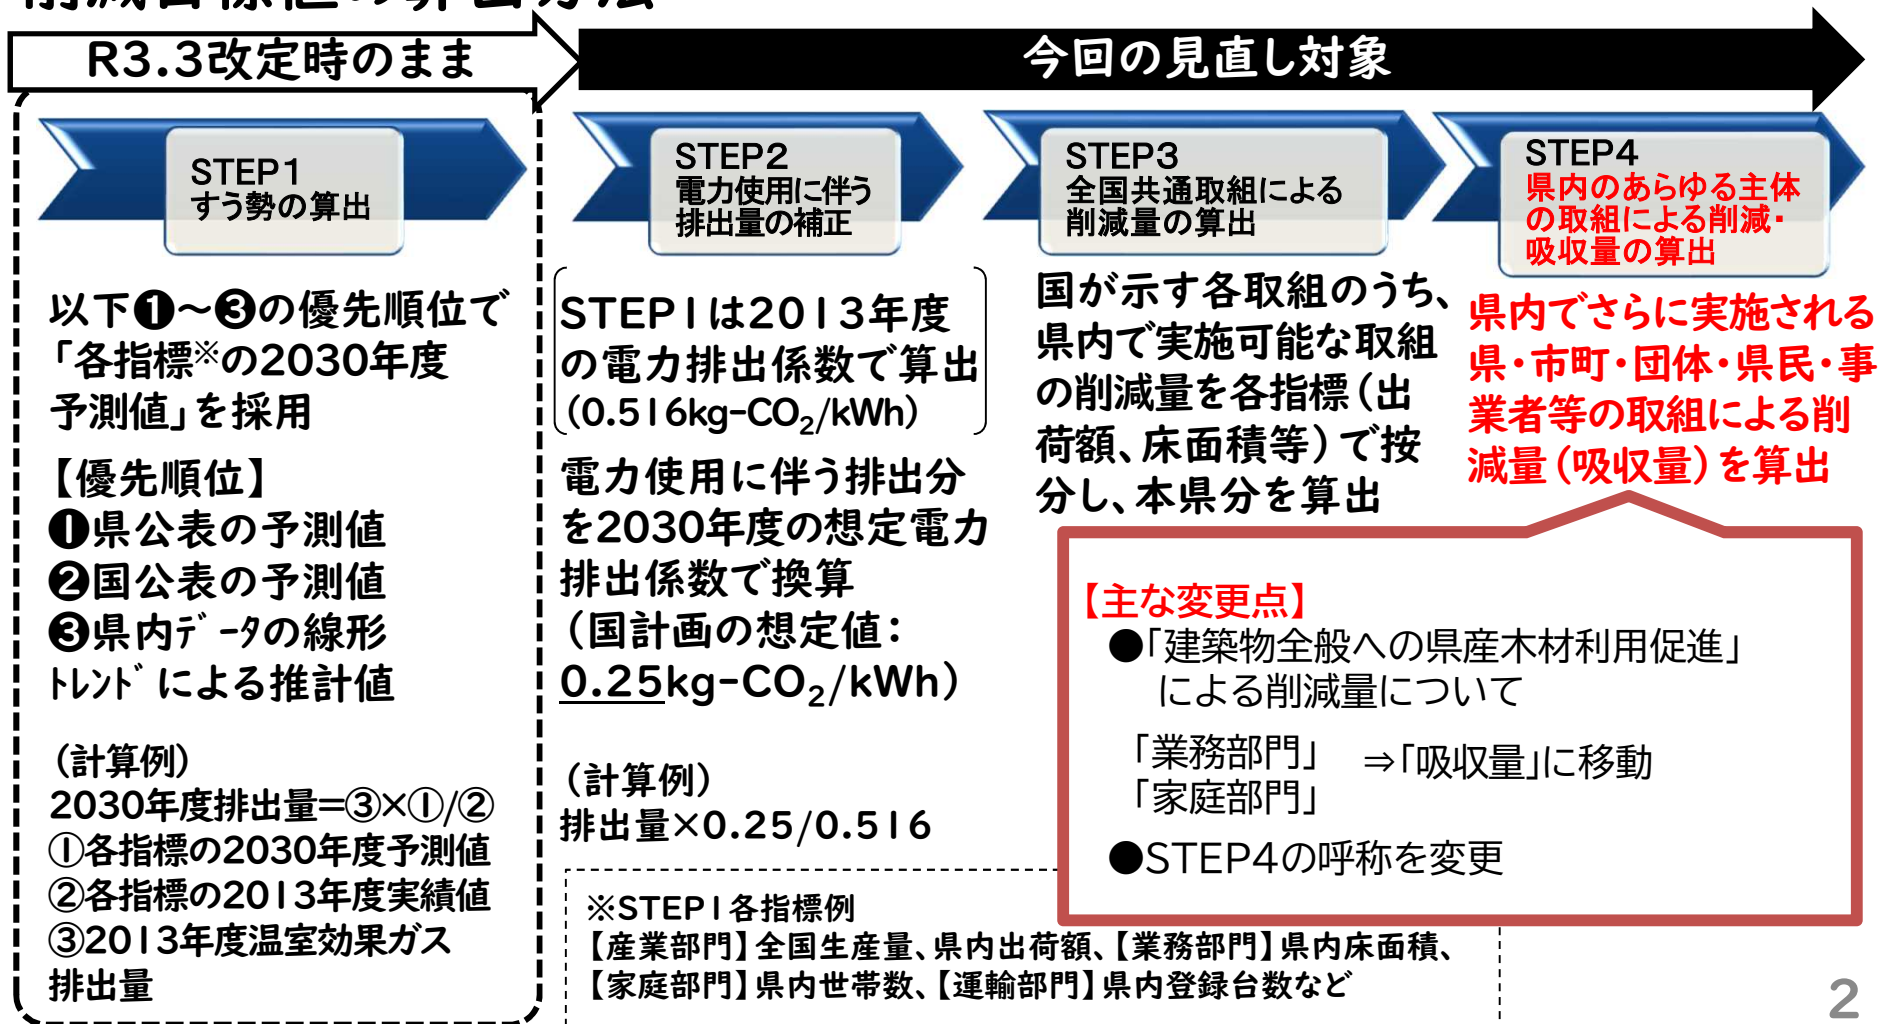 削減目標値の算出方法
R3.3改定時のまま
今回の見直し対象
STEP1
すう勢の算出
以下❶～❸の優先順位で
「各指標※の2030年度
予測値」を採用
【優先順位】
❶県公表の予測値
❷国公表の予測値
❸県内ﾃﾞｰﾀの線形
ﾄﾚﾝﾄﾞによる推計値
（計算例）
2030年度排出量＝③×①/②
①各指標の2030年度予測値
②各指標の2013年度実績値
③2013年度温室効果ガス
排出量
STEP2
電力使用に伴う
排出量の補正
STEP1は2013年度
の電力排出係数で算出
（0.516kg-CO₂/kWh）
電力使用に伴う排出分
を2030年度の想定電力
排出係数で換算
（国計画の想定値：
0.25kg-CO₂/kWh）
（計算例）
排出量×0.25/0.516
STEP3
全国共通取組による
削減量の算出
国が示す各取組のうち、
県内で実施可能な取組
の削減量を各指標（出
荷額、床面積等）で按
分し、本県分を算出
STEP4
県内のあらゆる主体
の取組による削減・
吸収量の算出
県内でさらに実施される
県・市町・団体・県民・事
業者等の取組による削
減量（吸収量）を算出
【主な変更点】
●「建築物全般への県産木材利用促進」
による削減量について
「業務部門」
「家庭部門」
⇒「吸収量」に移動
●STEP4の呼称を変更
※STEP1各指標例
【産業部門】全国生産量、県内出荷額、【業務部門】県内床面積、
【家庭部門】県内世帯数、【運輸部門】県内登録台数など
2